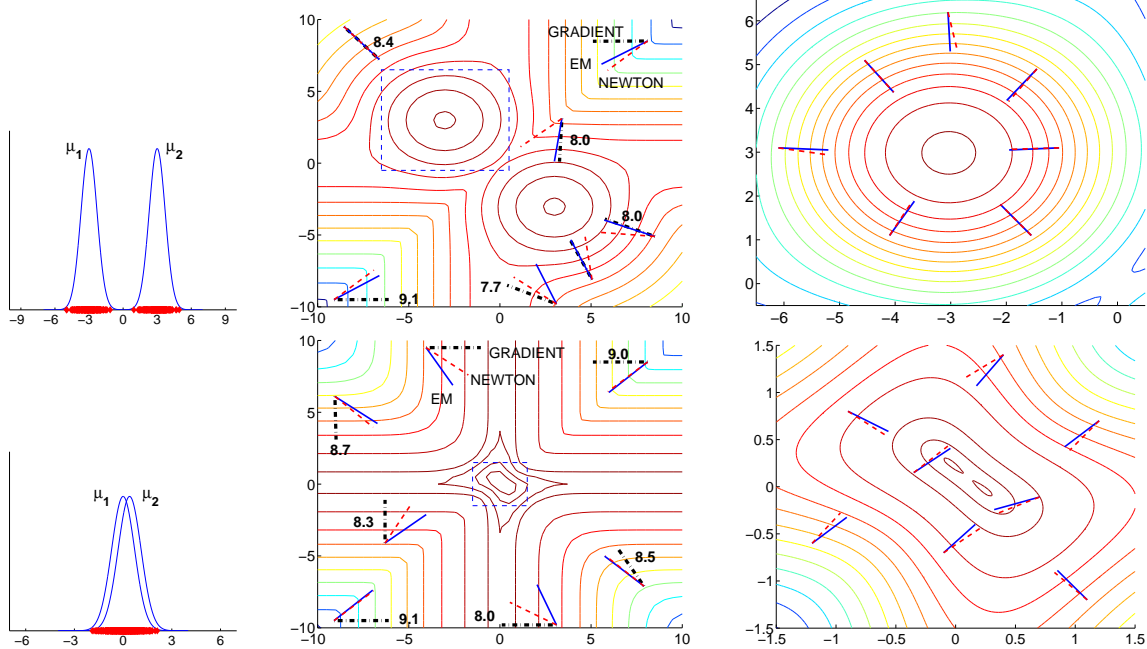 μ1 μ2
−9 −6 −3 0 3 6 9
10
5
0
−5
−10
−10 −5 0 5 10
8.4
GRADIENT
EM
NEWTON
8.0
8.0
7.7
9.1
6
5
4
3
2
1
0
−6 −5 −4 −3 −2 −1 0
μ1 μ2
−6 −3 0 3 6
10
5
0
−5
−10
−10 −5 0 5 10
GRADIENT
NEWTON
EM
9.0
8.7
8.3
8.5
9.1
8.0
1.5
1
0.5
0
−0.5
−1
−1.5
−1.5 −1 −0.5 0 0.5 1 1.5